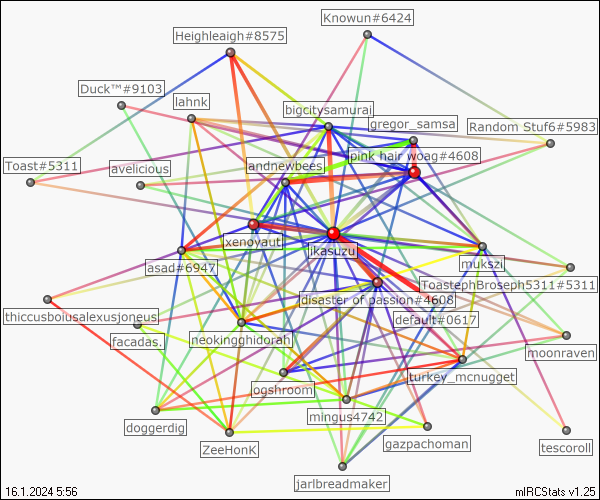 Knowun#6424
Heighleaigh#8575
Duck™#9103
lahnk
bigcitysamurai
gregor_samsa
Random Stuf6#5983
Toast#5311
avelicious
andnewbees
pink hair woag#4608
xenoyaut
jkasuzu
mukszi
asad#6947
ToastephBroseph5311#5311
disaster of passion#4608
thiccusbousalexusjoneus
default#0617
facadas.
neokingghidorah
moonraven
ogshroom
turkey_mcnugget
mingus4742
doggerdig
ZeeHonK
gazpachoman
tescoroll
jarlbreadmaker
16.1.2024 5:56
mIRCStats v1.25